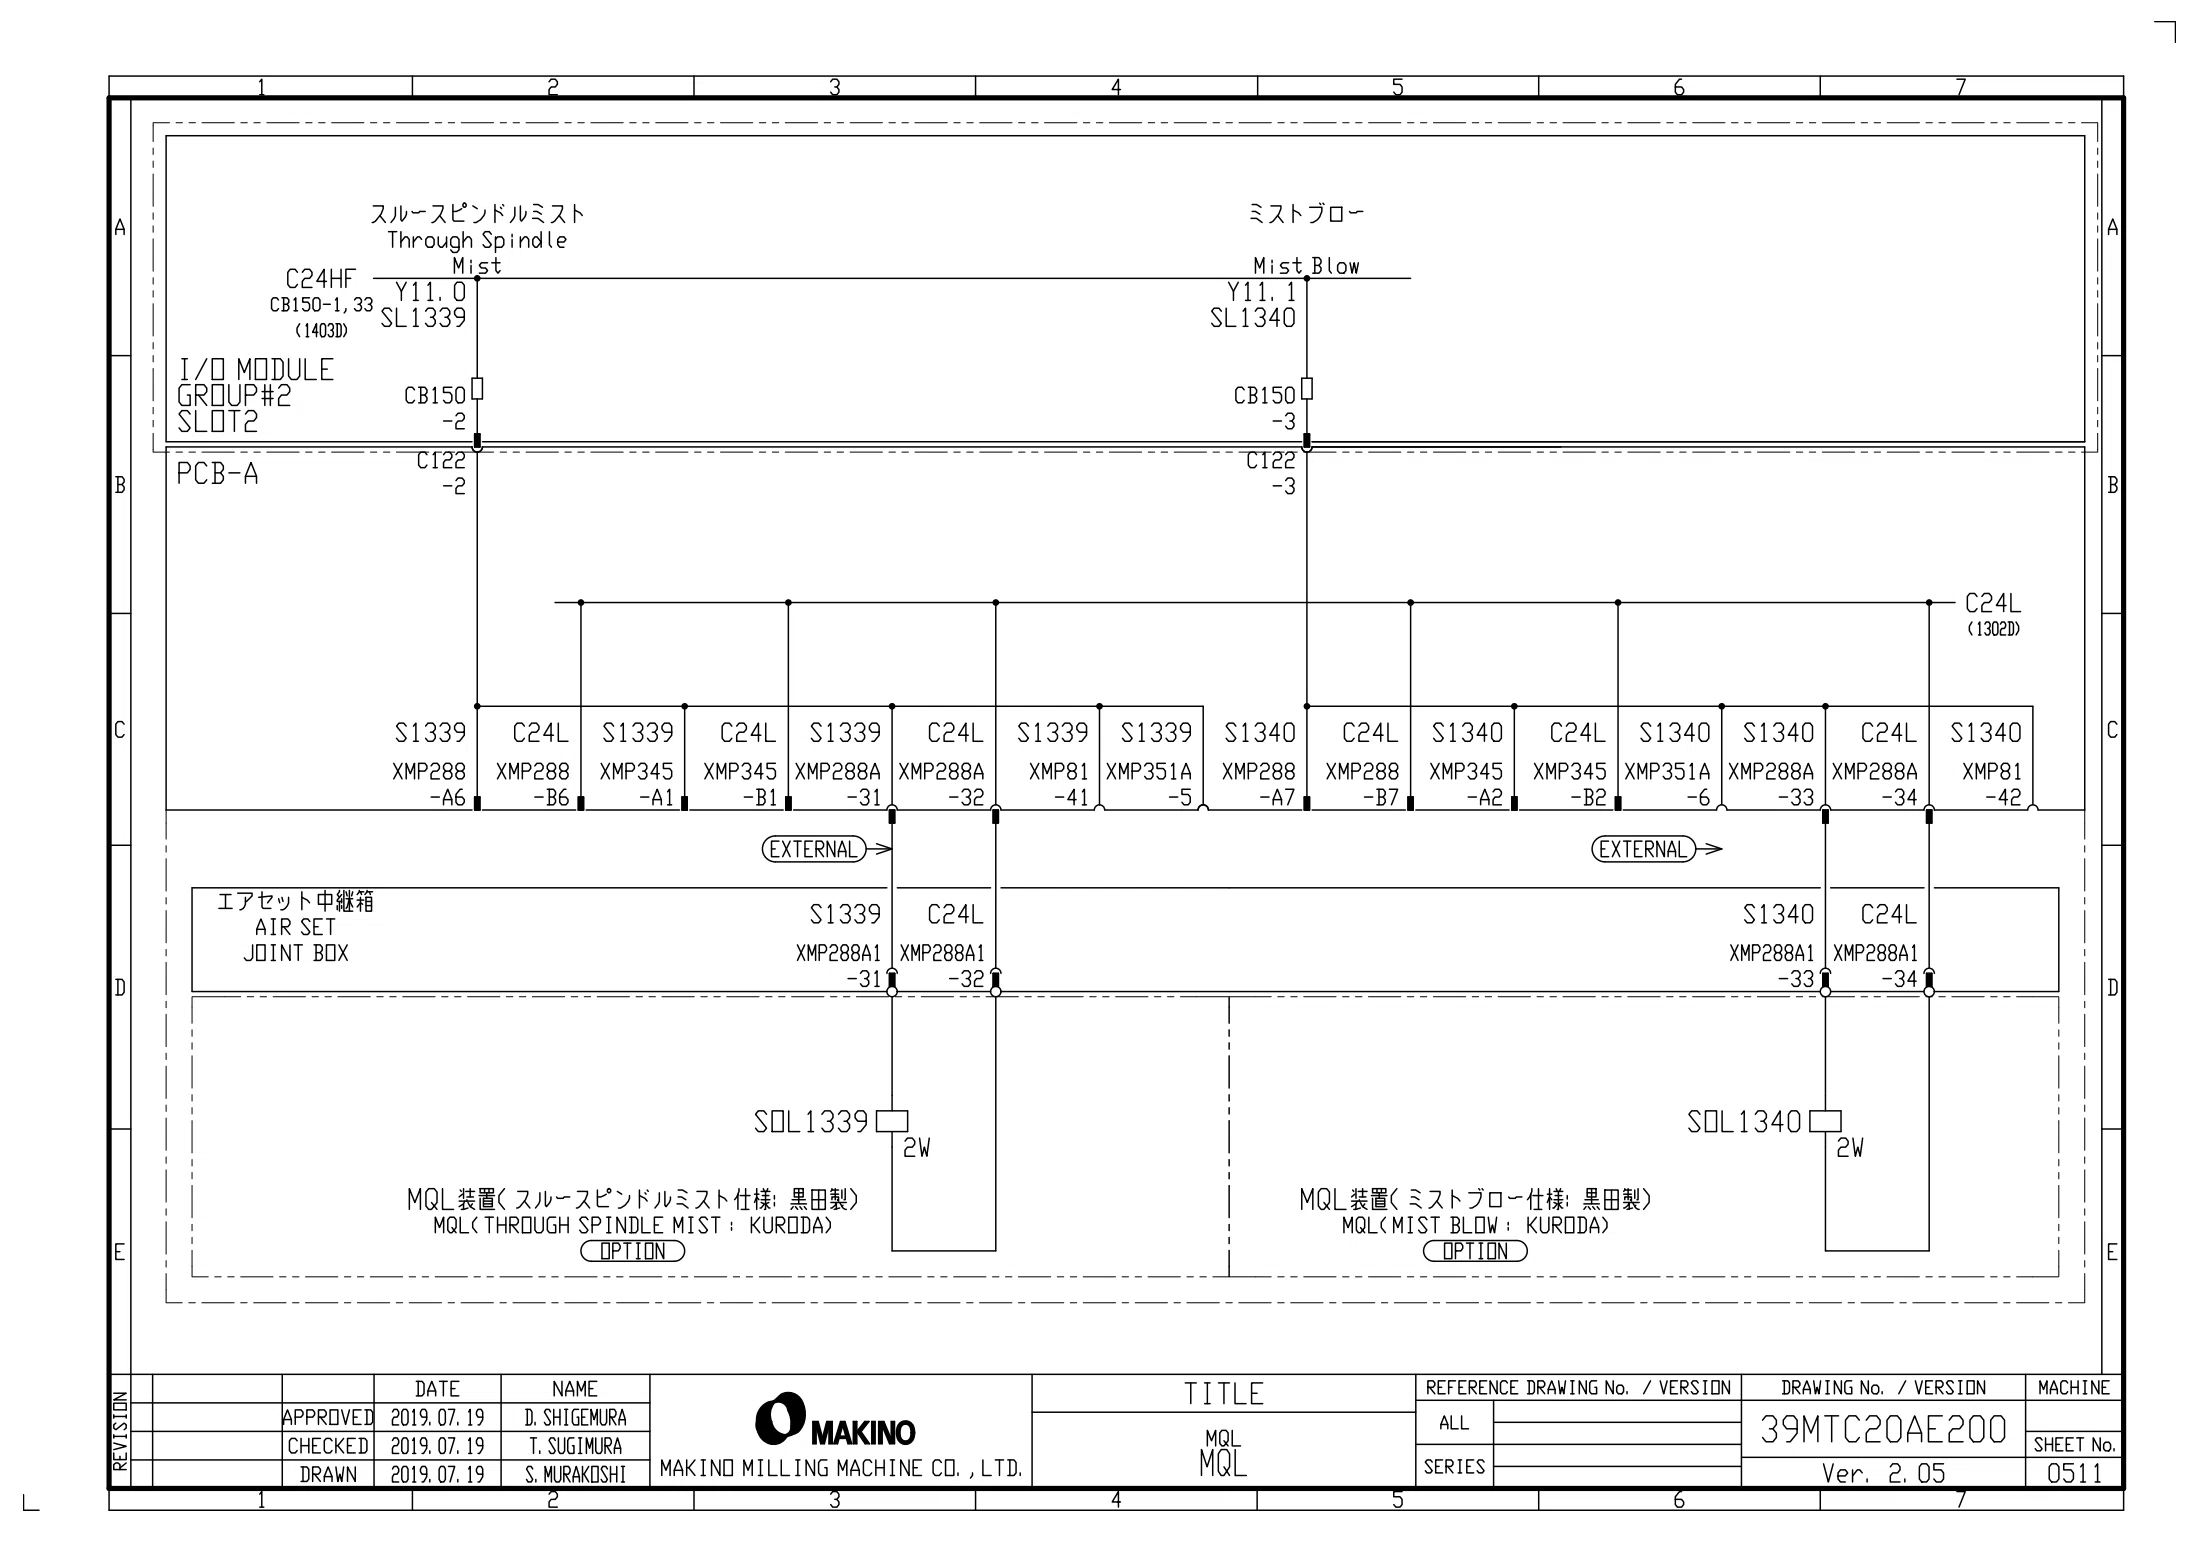 1 2 3 4 5 6 7
A A
スルースピンドルミスト ミストブロー
Through Spindle
Mist Mist Blow
C24HF Y11.0 Y11.1
CB150-1,33 SL1339 SL1340
(1403D)
I/O MODULE
GROUP#2 CB150 CB150
SLOT2 -2 -3
PCB-A C122 C122
-2 -3
B B
C24L
(1302D)
C C
S1339 C24L S1339 C24L S1339 C24L S1339 S1339 S1340 C24L S1340 C24L S1340 S1340 C24L S1340
XMP288 XMP288 XMP345 XMP345 XMP288A XMP288A XMP81 XMP351A XMP288 XMP288 XMP345 XMP345 XMP351A XMP288A XMP288A XMP81
-A6 -B6 -A1 -B1 -31 -32 -41 -5 -A7 -B7 -A2 -B2 -6 -33 -34 -42
EXTERNAL EXTERNAL
エアセット中継箱
AIR SET S1339 C24L S1340 C24L
JOINT BOX XMP288A1 XMP288A1 XMP288A1 XMP288A1
-31 -32 -33 -34
D D
SOL1339 SOL1340
2W 2W
MQL装置(スルースピンドルミスト仕様:黒田製) MQL装置(ミストブロー仕様:黒田製)
MQL(THROUGH SPINDLE MIST: KURODA) MQL(MIST BLOW: KURODA)
OPTION OPTION
E E
REVISION
DATE NAME
APPROVED 2019.07.19 D. SHIGEMURA
CHECKED 2019.07.19 T. SUGIMURA
DRAWN 2019.07.19 S. MURAKOSHI
MAKINO
MAKINO MILLING MACHINE CO.,LTD.
TITLE
MQL
MQL
REFERENCE DRAWING No. / VERSION
ALL
SERIES
DRAWING No. / VERSION
39MTC20AE200
Ver. 2.05
MACHINE
SHEET No.
0511
1 2 3 4 5 6 7